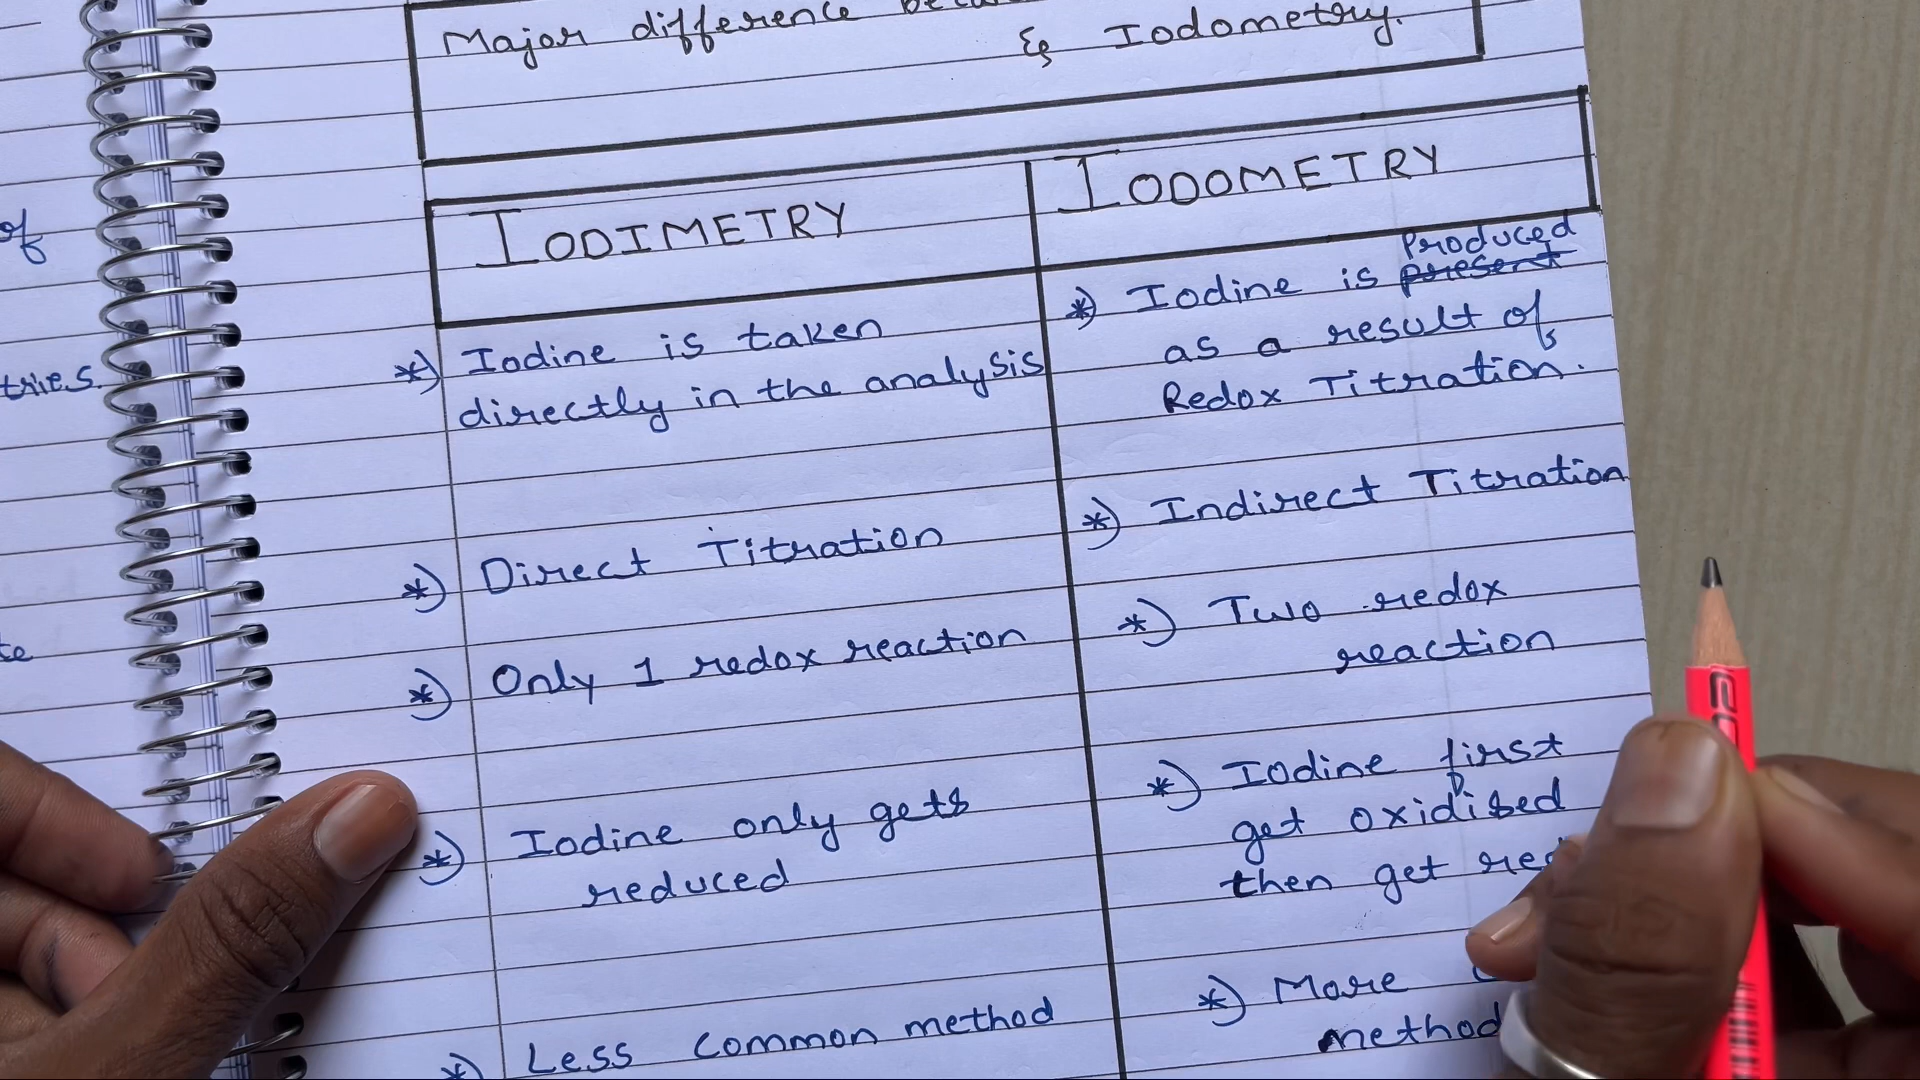 Major difference
& Iodometry.
IODIMETRY
IODOMETRY
*) Iodine is taken
directly in the analysis
*) Direct Titration
*) Only 1 redox reaction
*) Iodine only gets
reduced
*) Less common method
Produced
*) Iodine is present
as a result of
Redox Titration.
*) Indirect Titration
*) Two redox
reaction
*) Iodine first
get oxidised
then get
*) More
method
of
tries.